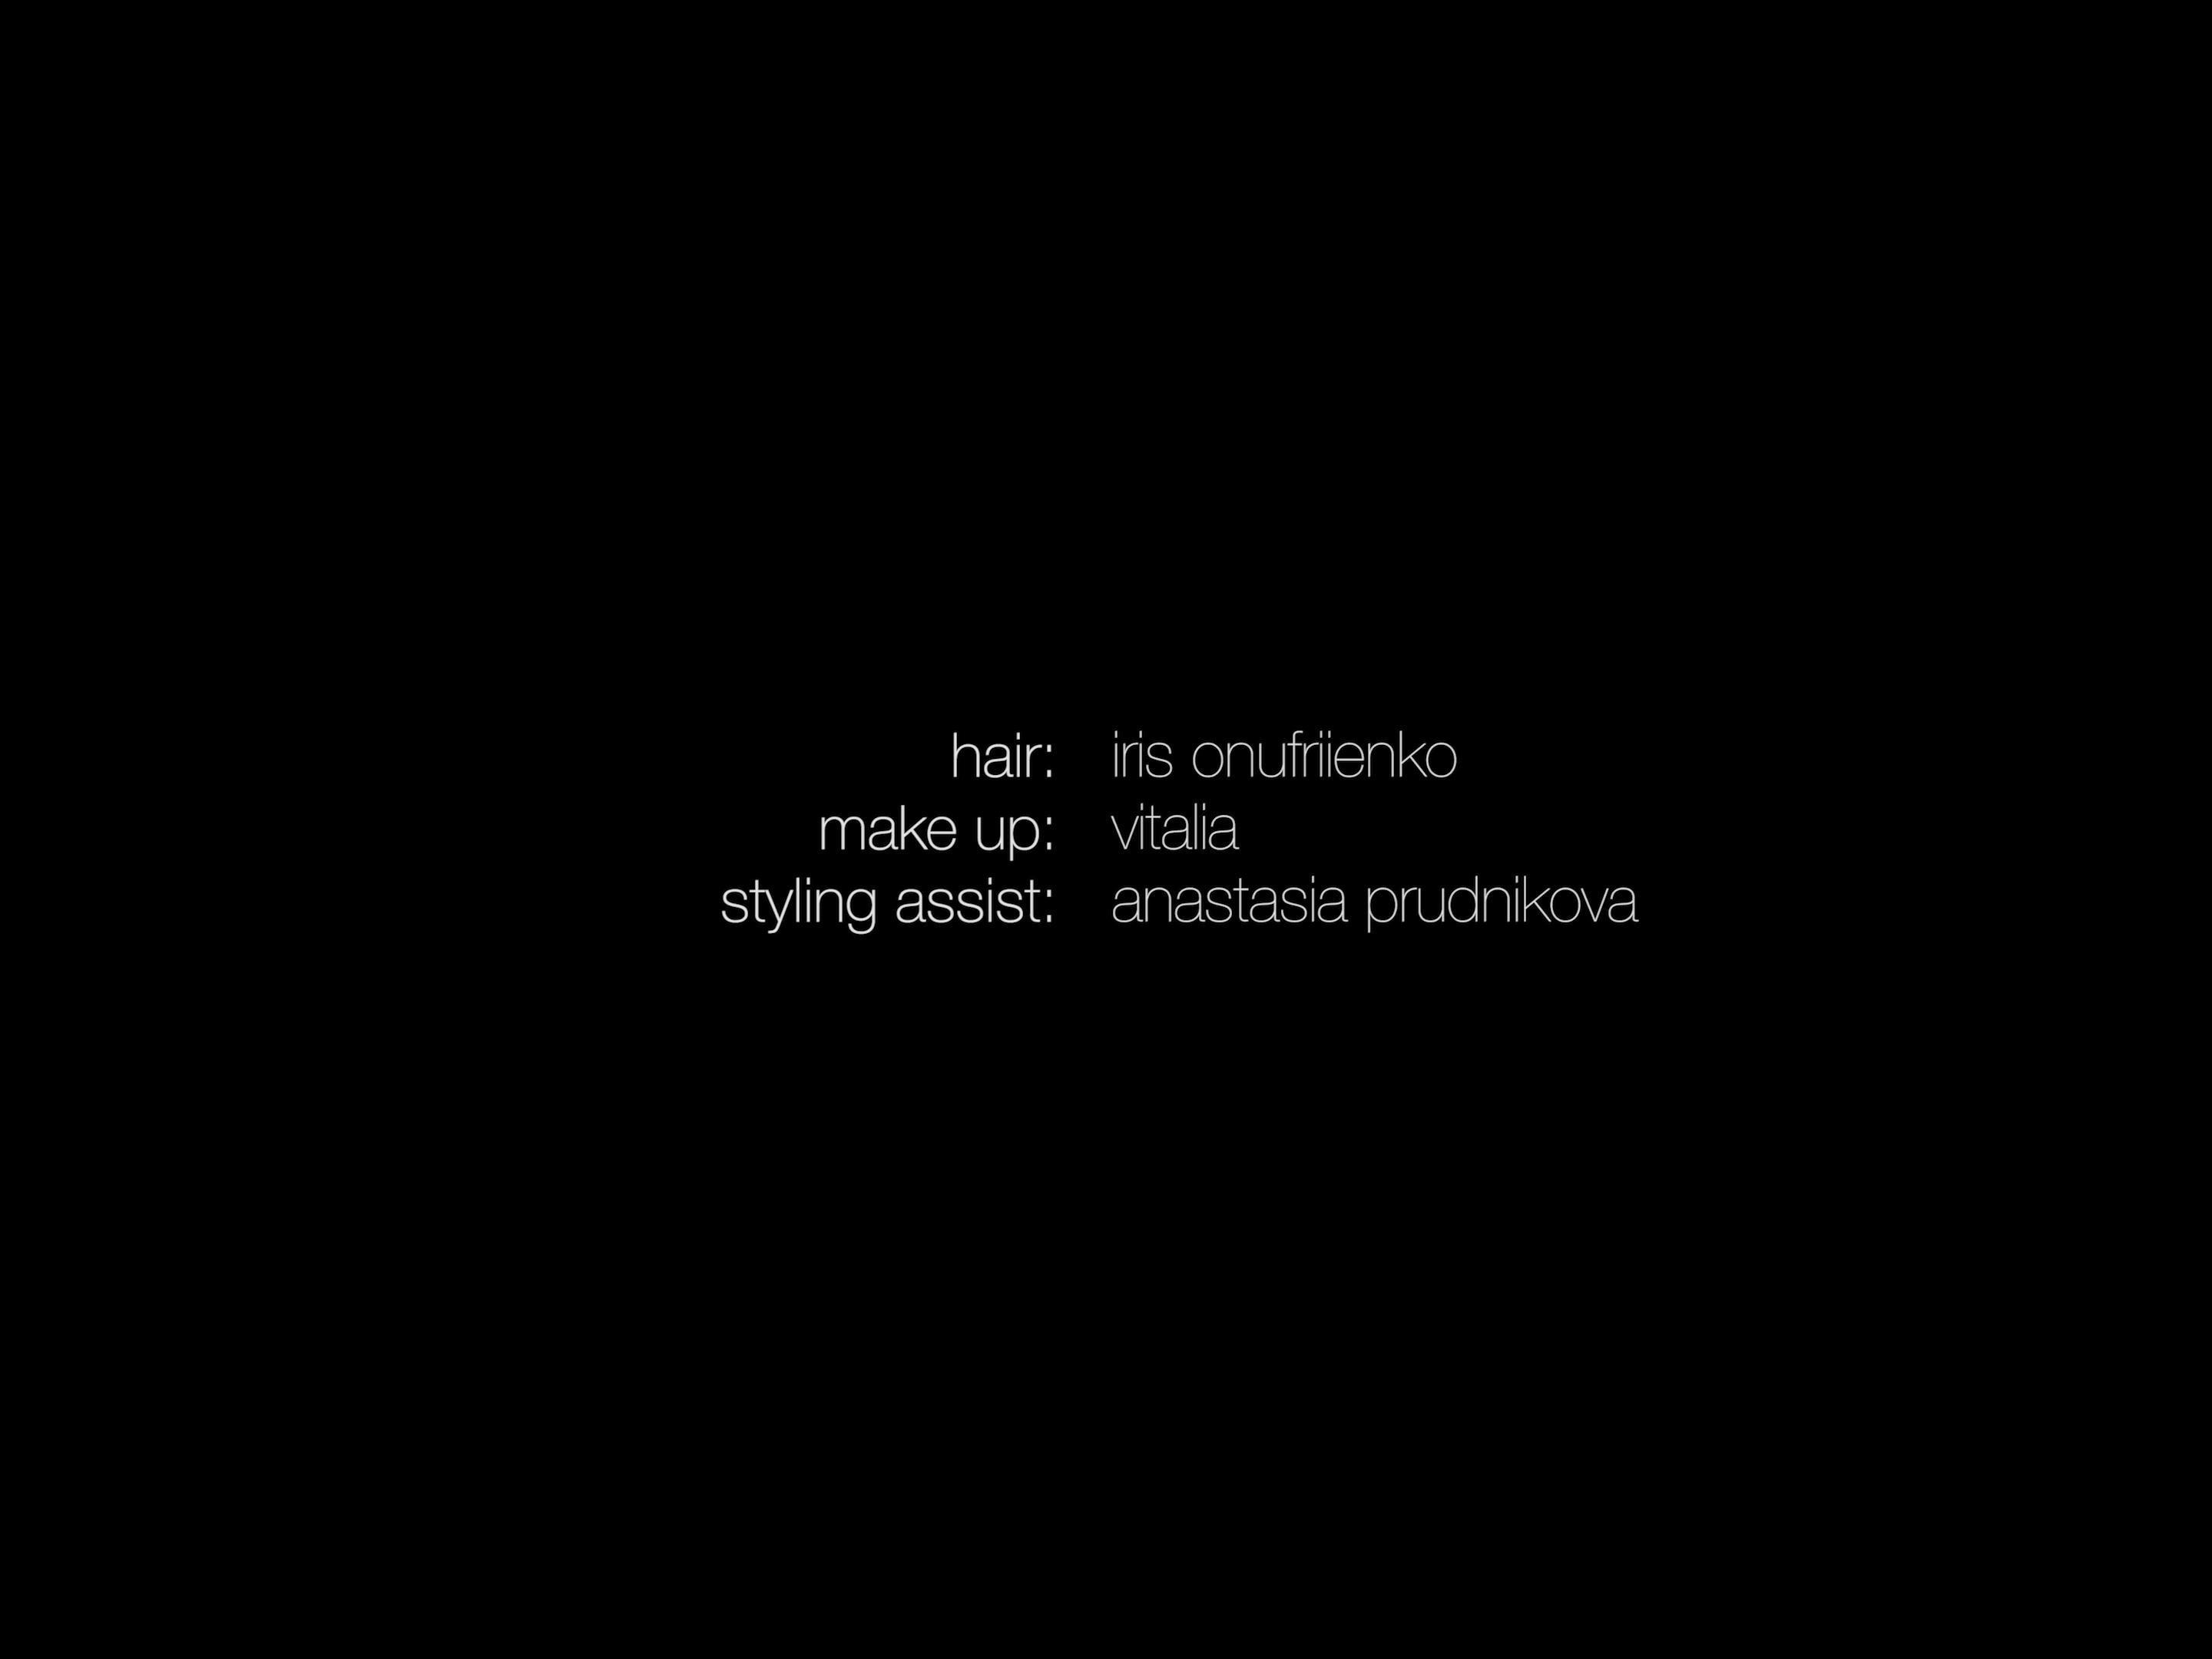 hair: iris onufriienko
make up: vitalia
styling assist: anastasia prudnikova